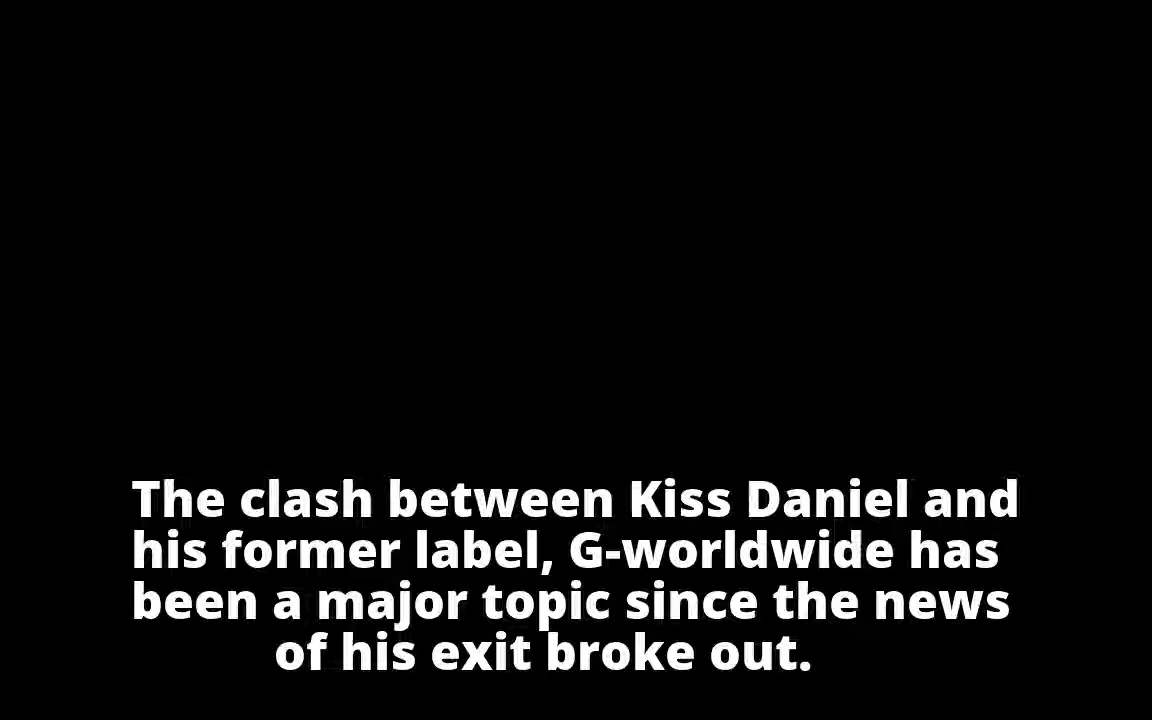 The clash between Kiss Daniel and
his former label, G-worldwide has
been a major topic since the news
of his exit broke out.